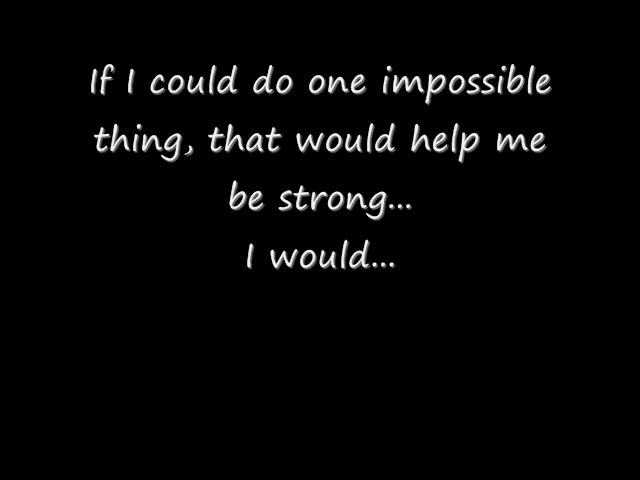 If I could do one impossible
thing, that would help me
be strong...
I would...